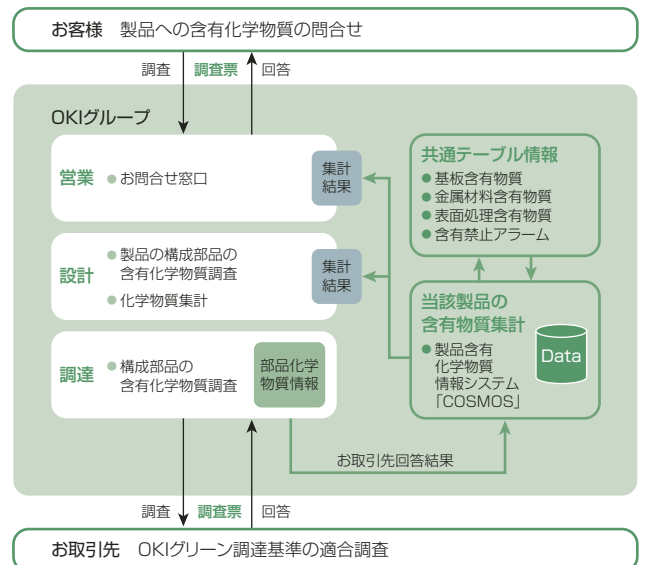 お客様 製品への含有化学物質の問合せ
調査 調査票 回答
OKIグループ
営業 ●お問合せ窓口
集計
結果
設計 ●製品の構成部品の
含有化学物質調査
●化学物質集計
集計
結果
調達 ●構成部品の
含有化学物質調査
部品化学
物質情報
共通テーブル情報
●基板含有物質
●金属材料含有物質
●表面処理含有物質
●含有禁止アラーム
当該製品の
含有物質集計
●製品含有
化学物質
情報システム
「COSMOS」
Data
お取引先回答結果
調査 調査票 回答
お取引先 OKIグリーン調達基準の適合調査